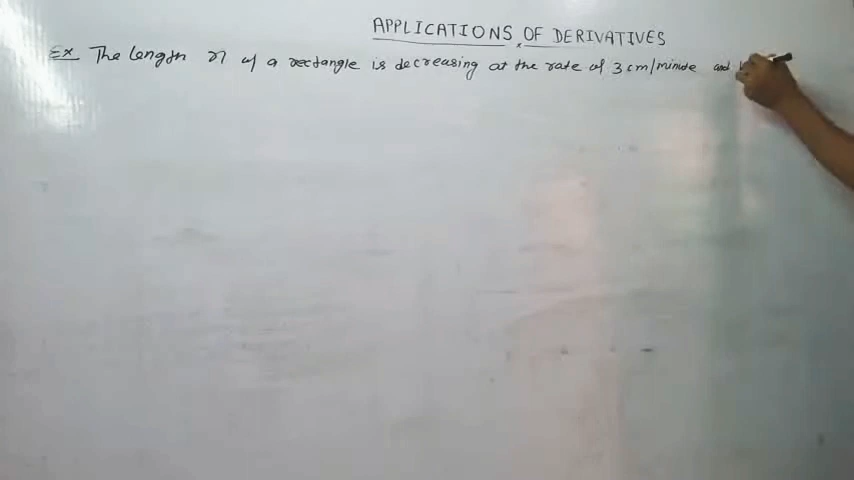 APPLICATIONS OF DERIVATIVES
Ex The length x of a rectangle is decreasing at the rate of 3 cm/minute and